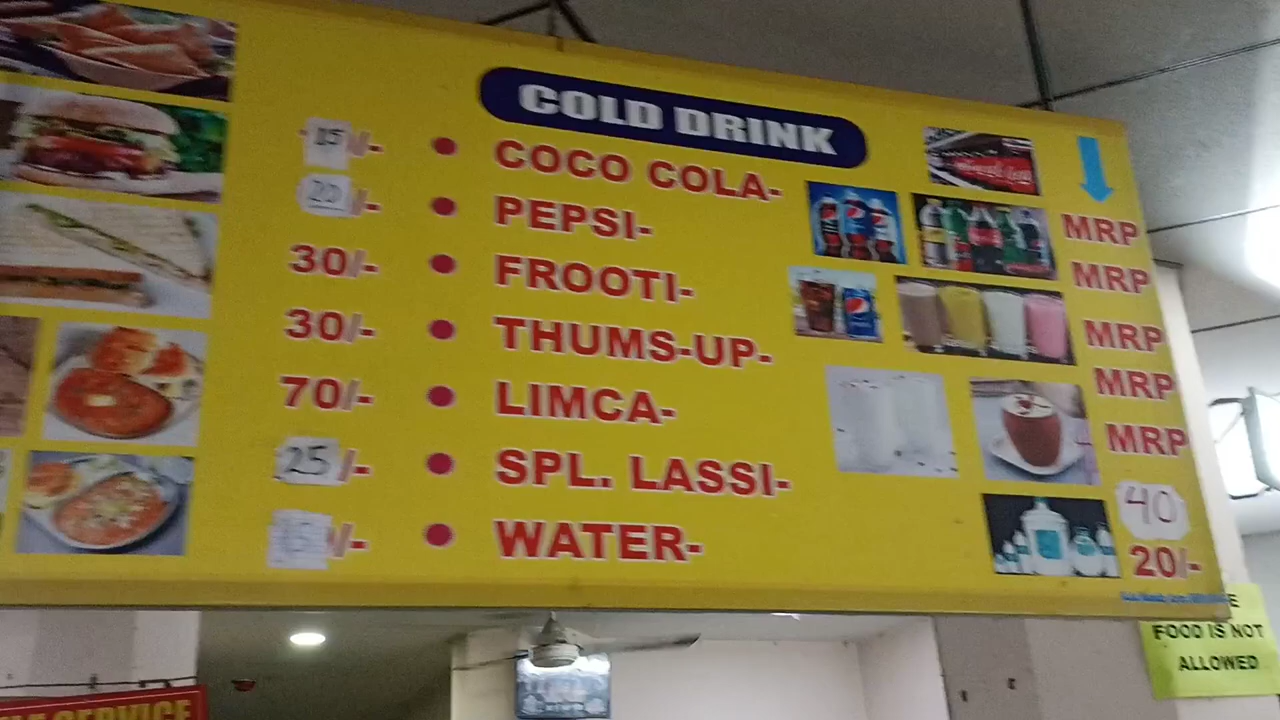 COLD DRINK
15/-
20/-
30/-
30/-
70/-
25/-
/-
• COCO COLA- MRP
• PEPSI- MRP
• FROOTI- MRP
• THUMS-UP- MRP
• LIMCA- MRP
• SPL. LASSI- 40
• WATER- 20/-
FOOD IS NOT
ALLOWED
SERVICE